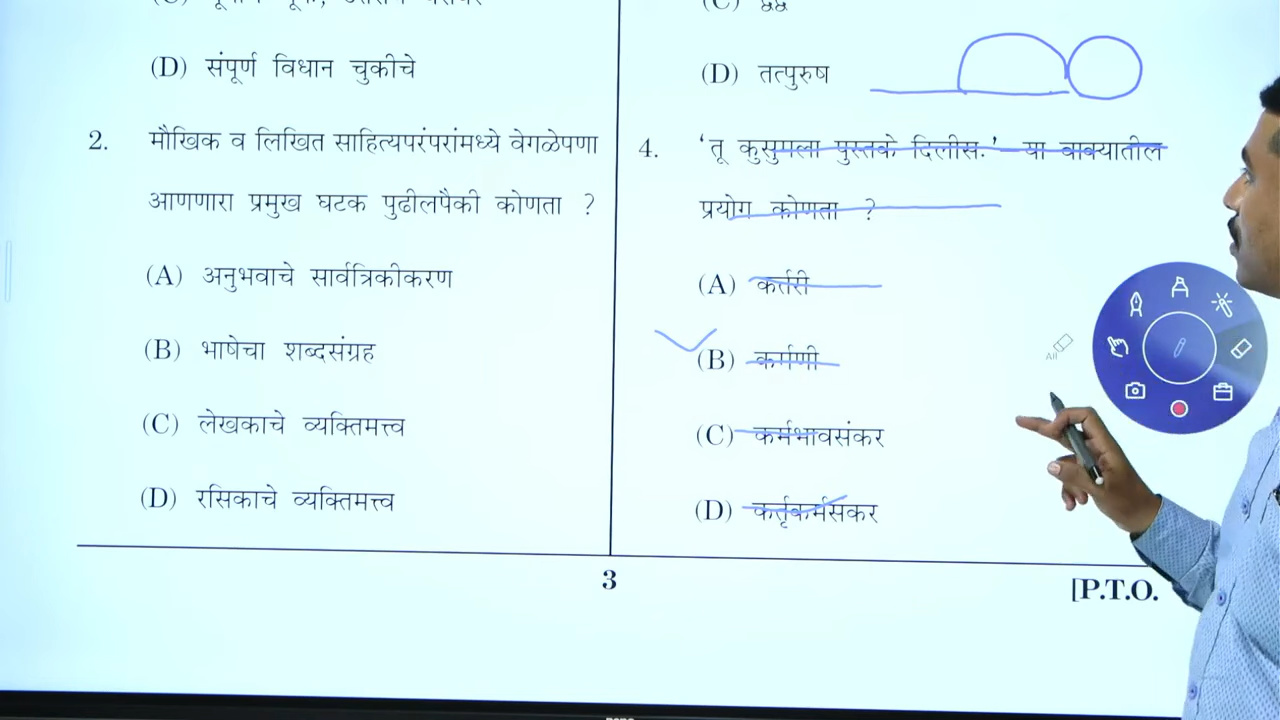 (D) संपूर्ण विधान चुकीचे
2. मौखिक व लिखित साहित्यपरंपरांमध्ये वेगळेपणा
आणणारा प्रमुख घटक पुढीलपैकी कोणता ?
(A) अनुभवाचे सार्वत्रिकीकरण
(B) भाषेचा शब्दसंग्रह
(C) लेखकाचे व्यक्तिमत्त्व
(D) रसिकाचे व्यक्तिमत्त्व
(C) द्वंद्व
(D) तत्पुरुष
4. ‘तू कुसुमला पुस्तके दिलीस.’ या वाक्यातील
प्रयोग कोणता ?
(A) कर्तरी
(B) कर्मणी
(C) कर्मभावसंकर
(D) कर्तृकर्मसंकर
3
[P.T.O.
All